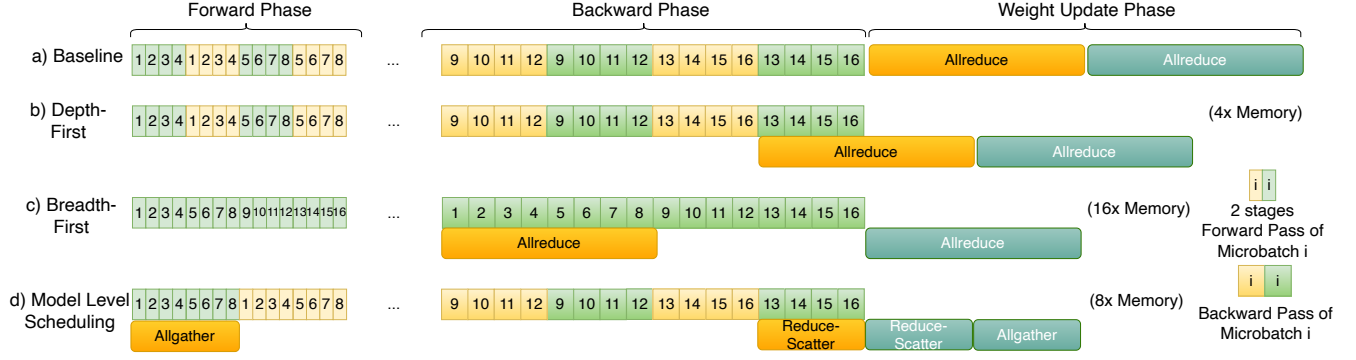 Forward Phase Backward Phase Weight Update Phase
a) Baseline 1 2 3 4 1 2 3 4 5 6 7 8 5 6 7 8 ... 9 10 11 12 9 10 11 12 13 14 15 16 13 14 15 16 Allreduce Allreduce
b) Depth-
First
1 2 3 4 1 2 3 4 5 6 7 8 5 6 7 8 ... 9 10 11 12 9 10 11 12 13 14 15 16 13 14 15 16 (4x Memory)
Allreduce Allreduce
c) Breadth-
First
1 2 3 4 5 6 7 8 9 10 11 12 13 14 15 16 ... 1 2 3 4 5 6 7 8 9 10 11 12 13 14 15 16 (16x Memory)
Allreduce Allreduce
i i
2 stages
Forward Pass of
Microbatch i
d) Model Level
Scheduling
1 2 3 4 5 6 7 8 1 2 3 4 5 6 7 8 ... 9 10 11 12 9 10 11 12 13 14 15 16 13 14 15 16 (8x Memory)
Allgather
Reduce-
Scatter
Reduce-
Scatter
Allgather
i i
Backward Pass of
Microbatch i